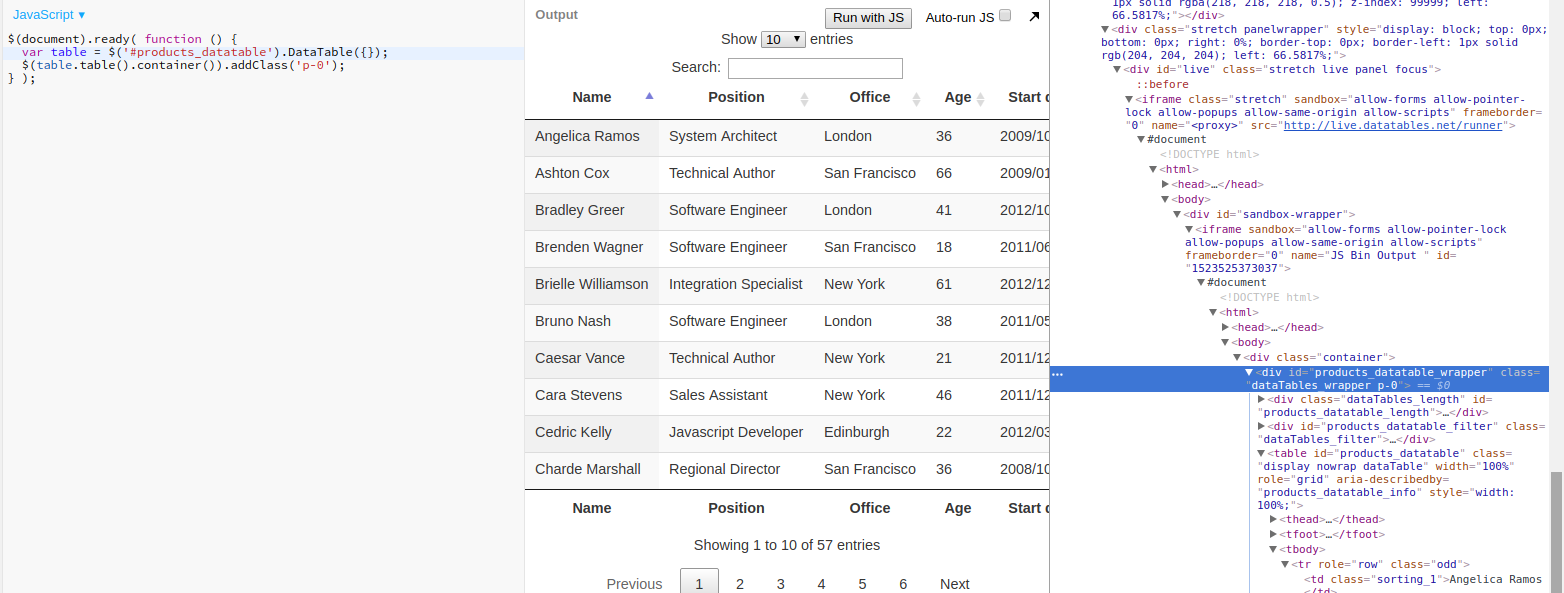 JavaScript ▾
$(document).ready( function () {
var table = $('#products_datatable').DataTable({});
$(table.table().container()).addClass('p-0');
} );
Output
Run with JS
Auto-run JS
Show 10 entries
Search:
Name Position Office Age Start d
Angelica Ramos System Architect London 36 2009/10
Ashton Cox Technical Author San Francisco 66 2009/01
Bradley Greer Software Engineer London 41 2012/10
Brenden Wagner Software Engineer San Francisco 18 2011/06
Brielle Williamson Integration Specialist New York 61 2012/12
Bruno Nash Software Engineer London 38 2011/05
Caesar Vance Technical Author New York 21 2011/12
Cara Stevens Sales Assistant New York 46 2011/12
Cedric Kelly Javascript Developer Edinburgh 22 2012/03
Charde Marshall Regional Director San Francisco 36 2008/10
Name Position Office Age Start d
Showing 1 to 10 of 57 entries
Previous 1 2 3 4 5 6 Next
1px solid rgba(218, 218, 218, 0.5); z-index: 99999; left:
66.5817%;"></div>
▼<div class="stretch panelwrapper" style="display: block; top: 0px;
bottom: 0px; right: 0%; border-top: 0px; border-left: 1px solid
rgb(204, 204, 204); left: 66.5817%;">
▼<div id="live" class="stretch live panel focus">
::before
▼<iframe class="stretch" sandbox="allow-forms allow-pointer-
lock allow-popups allow-same-origin allow-scripts" frameborder=
"0" name="<proxy>" src="http://live.datatables.net/runner">
▼#document
<!DOCTYPE html>
▼<html>
▶<head>…</head>
▼<body>
▼<div id="sandbox-wrapper">
▼<iframe sandbox="allow-forms allow-pointer-lock
allow-popups allow-same-origin allow-scripts"
frameborder="0" name="JS Bin Output " id=
"1523525373037">
▼#document
<!DOCTYPE html>
▼<html>
▶<head>…</head>
▼<body>
▼<div class="container">
… ▼<div id="products_datatable_wrapper" class=
"dataTables_wrapper p-0"> == $0
▶<div class="dataTables_length" id=
"products_datatable_length">…</div>
▶<div id="products_datatable_filter" class=
"dataTables_filter">…</div>
▼<table id="products_datatable" class=
"display nowrap dataTable" width="100%"
role="grid" aria-describedby=
"products_datatable_info" style="width:
100%;">
▶<thead>…</thead>
▶<tfoot>…</tfoot>
▼<tbody>
▼<tr role="row" class="odd">
<td class="sorting_1">Angelica Ramos
</td>